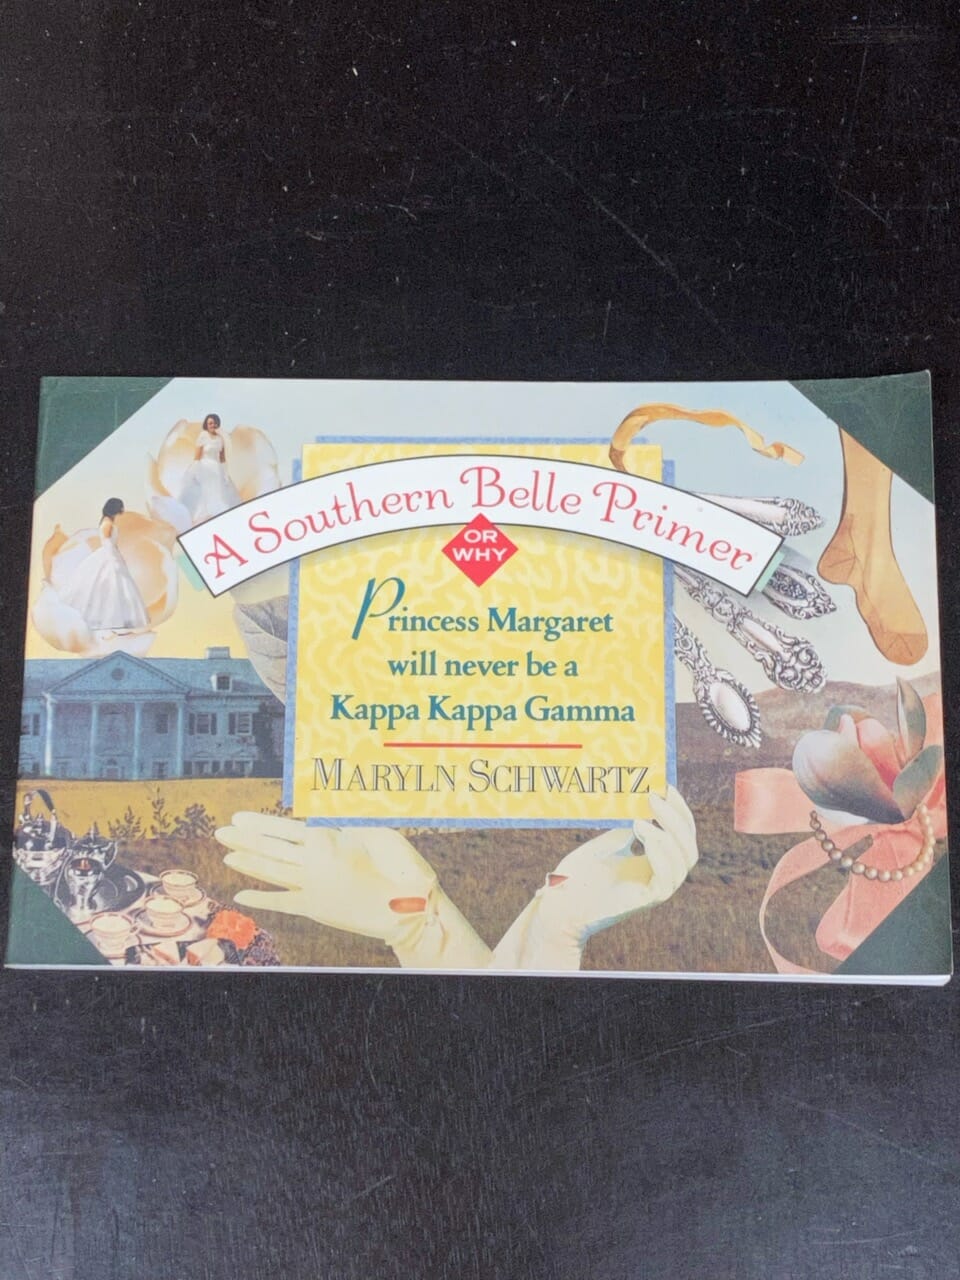 A Southern Belle Primer
OR
WHY
Princess Margaret
will never be a
Kappa Kappa Gamma
MARYLN SCHWARTZ